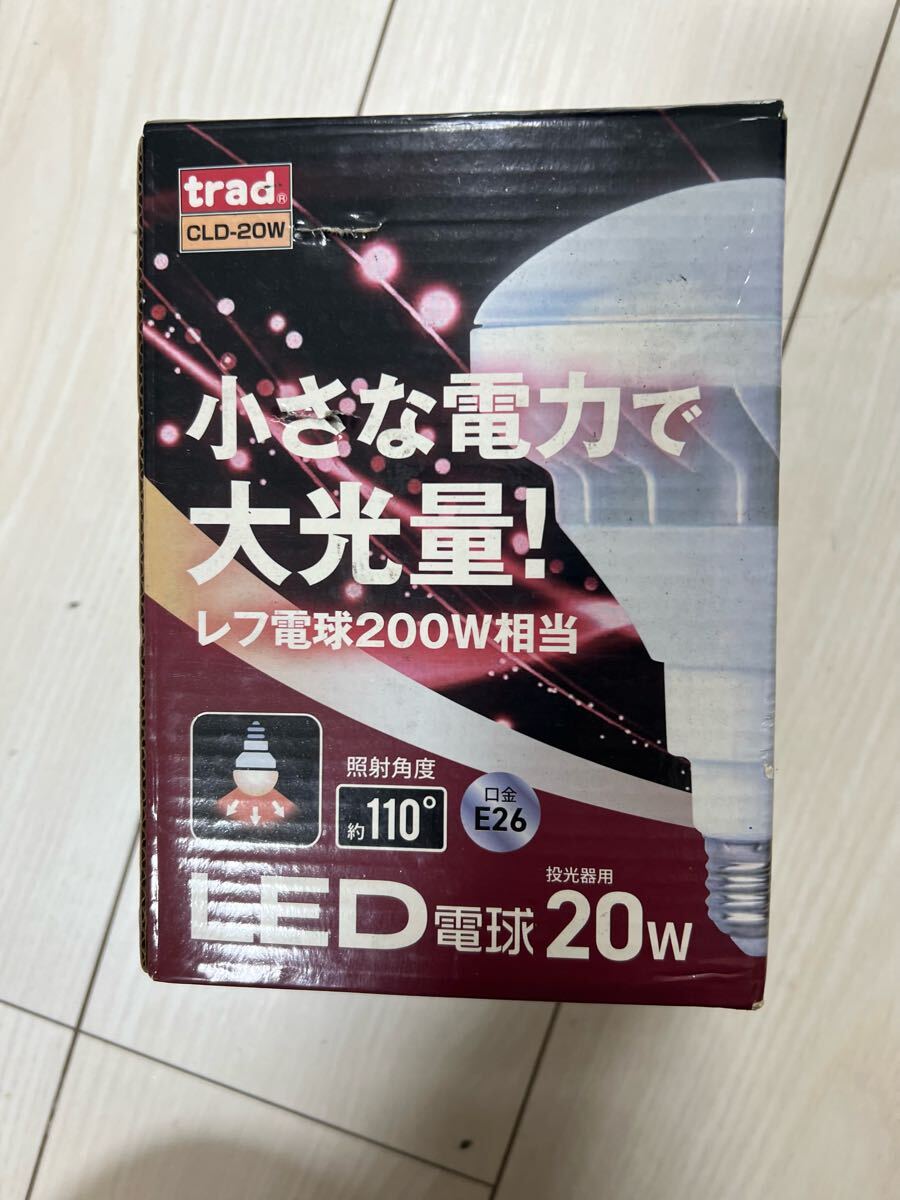 trad®
CLD-20W
小さな電力で
大光量!
レフ電球200W相当
照射角度
約110°
口金
E26
投光器用
LED電球20W